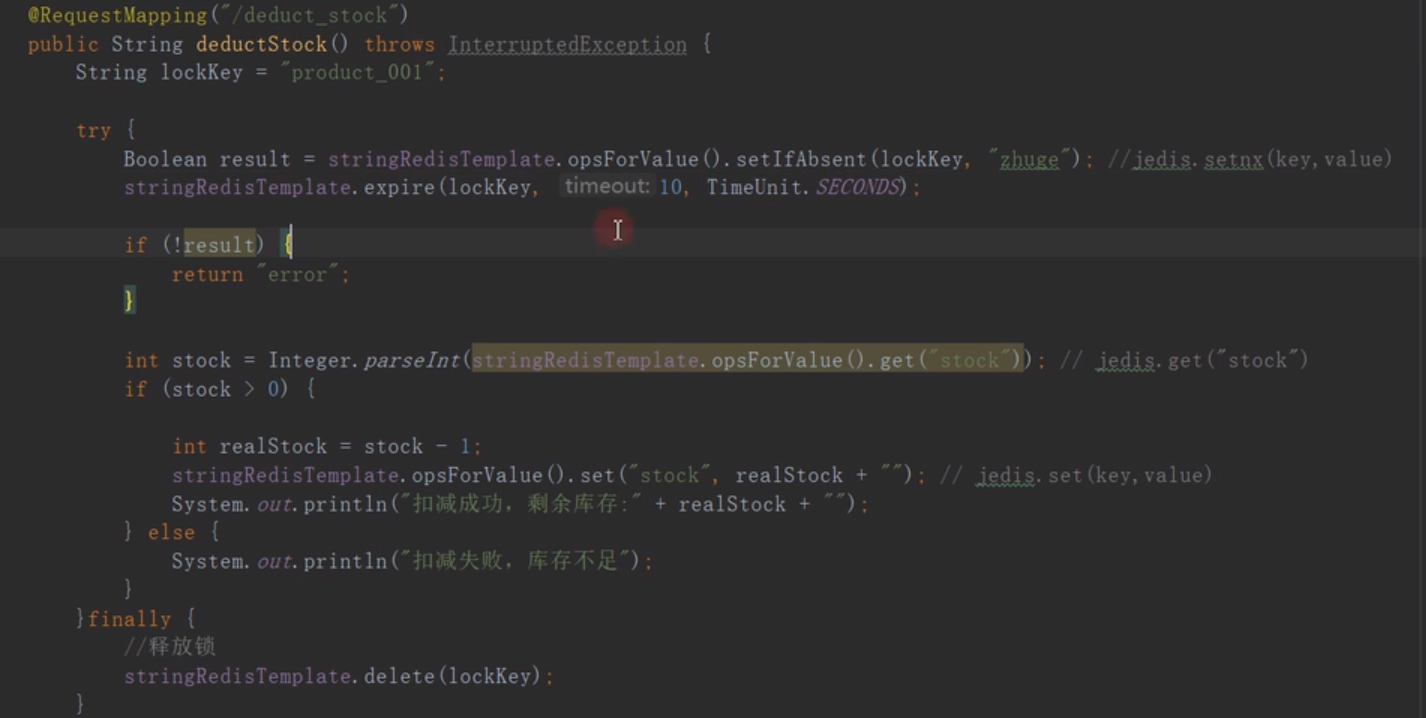 @RequestMapping("/deduct_stock")
public String deductStock() throws InterruptedException {
    String lockKey = "product_001";

    try {
        Boolean result = stringRedisTemplate.opsForValue().setIfAbsent(lockKey, "zhuge"); //jedis.setnx(key,value)
        stringRedisTemplate.expire(lockKey, timeout: 10, TimeUnit.SECONDS);

        if (!result) {
            return "error";
        }

        int stock = Integer.parseInt(stringRedisTemplate.opsForValue().get("stock")); // jedis.get("stock")
        if (stock > 0) {

            int realStock = stock - 1;
            stringRedisTemplate.opsForValue().set("stock", realStock + ""); // jedis.set(key,value)
            System.out.println("扣减成功，剩余库存:" + realStock + "");
        } else {
            System.out.println("扣减失败，库存不足");
        }
    }finally {
        //释放锁
        stringRedisTemplate.delete(lockKey);
    }